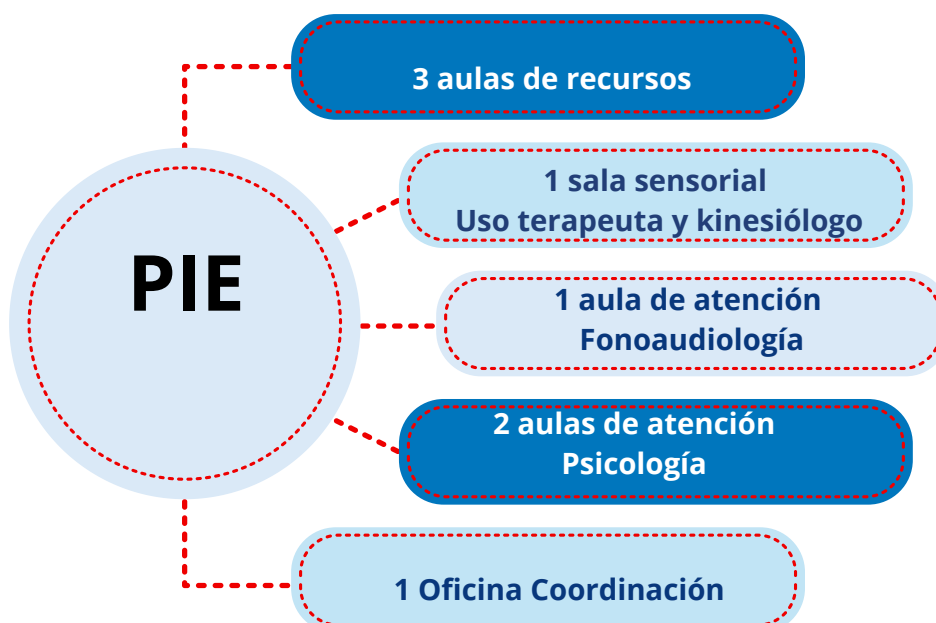 3 aulas de recursos
1 sala sensorial
Uso terapeuta y kinesiólogo
PIE
1 aula de atención
Fonoaudiología
2 aulas de atención
Psicología
1 Oficina Coordinación